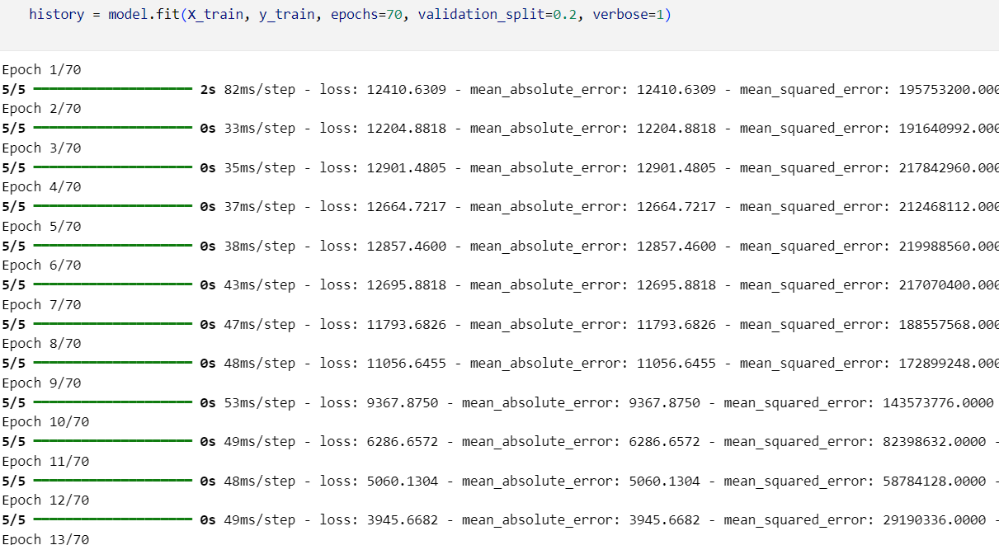 history = model.fit(X_train, y_train, epochs=70, validation_split=0.2, verbose=1)
Epoch 1/70
5/5 ━━━━━━━━━━━━━━━━━━━━ 2s 82ms/step - loss: 12410.6309 - mean_absolute_error: 12410.6309 - mean_squared_error: 195753200.000
Epoch 2/70
5/5 ━━━━━━━━━━━━━━━━━━━━ 0s 33ms/step - loss: 12204.8818 - mean_absolute_error: 12204.8818 - mean_squared_error: 191640992.000
Epoch 3/70
5/5 ━━━━━━━━━━━━━━━━━━━━ 0s 35ms/step - loss: 12901.4805 - mean_absolute_error: 12901.4805 - mean_squared_error: 217842960.000
Epoch 4/70
5/5 ━━━━━━━━━━━━━━━━━━━━ 0s 37ms/step - loss: 12664.7217 - mean_absolute_error: 12664.7217 - mean_squared_error: 212468112.000
Epoch 5/70
5/5 ━━━━━━━━━━━━━━━━━━━━ 0s 38ms/step - loss: 12857.4600 - mean_absolute_error: 12857.4600 - mean_squared_error: 219988560.000
Epoch 6/70
5/5 ━━━━━━━━━━━━━━━━━━━━ 0s 43ms/step - loss: 12695.8818 - mean_absolute_error: 12695.8818 - mean_squared_error: 217070400.000
Epoch 7/70
5/5 ━━━━━━━━━━━━━━━━━━━━ 0s 47ms/step - loss: 11793.6826 - mean_absolute_error: 11793.6826 - mean_squared_error: 188557568.000
Epoch 8/70
5/5 ━━━━━━━━━━━━━━━━━━━━ 0s 48ms/step - loss: 11056.6455 - mean_absolute_error: 11056.6455 - mean_squared_error: 172899248.000
Epoch 9/70
5/5 ━━━━━━━━━━━━━━━━━━━━ 0s 53ms/step - loss: 9367.8750 - mean_absolute_error: 9367.8750 - mean_squared_error: 143573776.0000
Epoch 10/70
5/5 ━━━━━━━━━━━━━━━━━━━━ 0s 49ms/step - loss: 6286.6572 - mean_absolute_error: 6286.6572 - mean_squared_error: 82398632.0000 -
Epoch 11/70
5/5 ━━━━━━━━━━━━━━━━━━━━ 0s 48ms/step - loss: 5060.1304 - mean_absolute_error: 5060.1304 - mean_squared_error: 58784128.0000 -
Epoch 12/70
5/5 ━━━━━━━━━━━━━━━━━━━━ 0s 49ms/step - loss: 3945.6682 - mean_absolute_error: 3945.6682 - mean_squared_error: 29190336.0000 -
Epoch 13/70